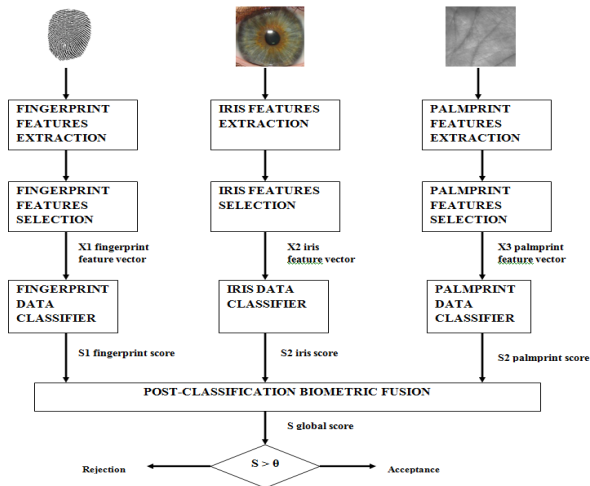 FINGERPRINT
FEATURES
EXTRACTION
IRIS FEATURES
EXTRACTION
PALMPRINT
FEATURES
EXTRACTION
FINGERPRINT
FEATURES
SELECTION
IRIS FEATURES
SELECTION
PALMPRINT
FEATURES
SELECTION
X1 fingerprint
feature vector
X2 iris
feature vector
X3 palmprint
feature vector
FINGERPRINT
DATA
CLASSIFIER
IRIS DATA
CLASSIFIER
PALMPRINT
DATA
CLASSIFIER
S1 fingerprint score
S2 iris score
S2 palmprint score
POST-CLASSIFICATION BIOMETRIC FUSION
S global score
S > θ
Rejection
Acceptance